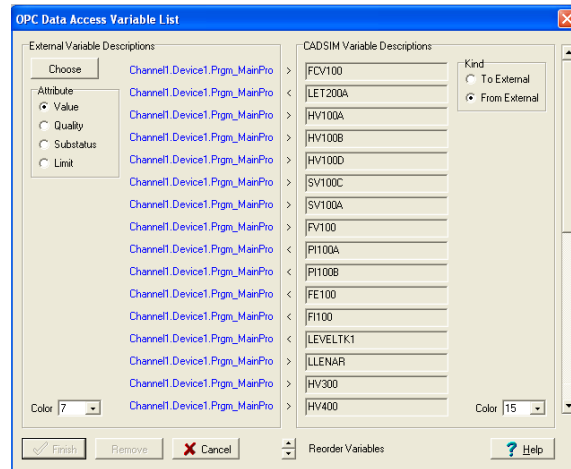 OPC Data Access Variable List
External Variable Descriptions
CADSIM Variable Descriptions
Choose
Attribute
Value
Quality
Substatus
Limit
Kind
To External
From External
Channel1.Device1.Prgm_MainPro > FCV100
Channel1.Device1.Prgm_MainPro < LET200A
Channel1.Device1.Prgm_MainPro > HV100A
Channel1.Device1.Prgm_MainPro > HV100B
Channel1.Device1.Prgm_MainPro > HV100D
Channel1.Device1.Prgm_MainPro > SV100C
Channel1.Device1.Prgm_MainPro > SV100A
Channel1.Device1.Prgm_MainPro > FV100
Channel1.Device1.Prgm_MainPro < PI100A
Channel1.Device1.Prgm_MainPro < PI100B
Channel1.Device1.Prgm_MainPro < FE100
Channel1.Device1.Prgm_MainPro < FI100
Channel1.Device1.Prgm_MainPro < LEVELTK1
Channel1.Device1.Prgm_MainPro > LLENAR
Channel1.Device1.Prgm_MainPro > HV300
Channel1.Device1.Prgm_MainPro > HV400
Color 7
Color 15
Finish
Remove
Cancel
Reorder Variables
? Help